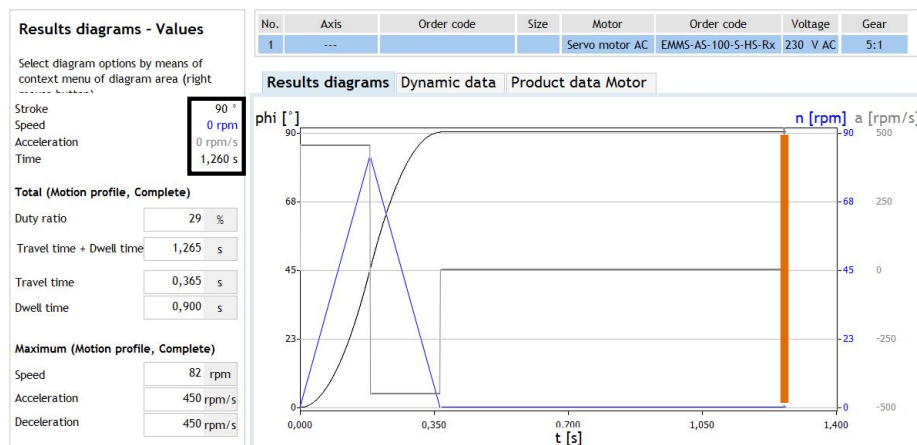 Results diagrams - Values
Select diagram options by means of
context menu of diagram area (right
Stroke 90 °
Speed 0 rpm
Acceleration 0 rpm/s
Time 1,260 s
Total (Motion profile, Complete)
Duty ratio 29 %
Travel time + Dwell time 1,265 s
Travel time 0,365 s
Dwell time 0,900 s
Maximum (Motion profile, Complete)
Speed 82 rpm
Acceleration 450 rpm/s
Deceleration 450 rpm/s
No. Axis Order code Size Motor Order code Voltage Gear
1 --- Servo motor AC EMMS-AS-100-S-HS-Rx 230 V AC 5:1
Results diagrams Dynamic data Product data Motor
phi [°] n [rpm] a [rpm/s]
90 90 500
68 68 250
45 45 0
23 23 -250
0 0 -500
0,000 0,350 0,700 1,050 1,400
t [s]